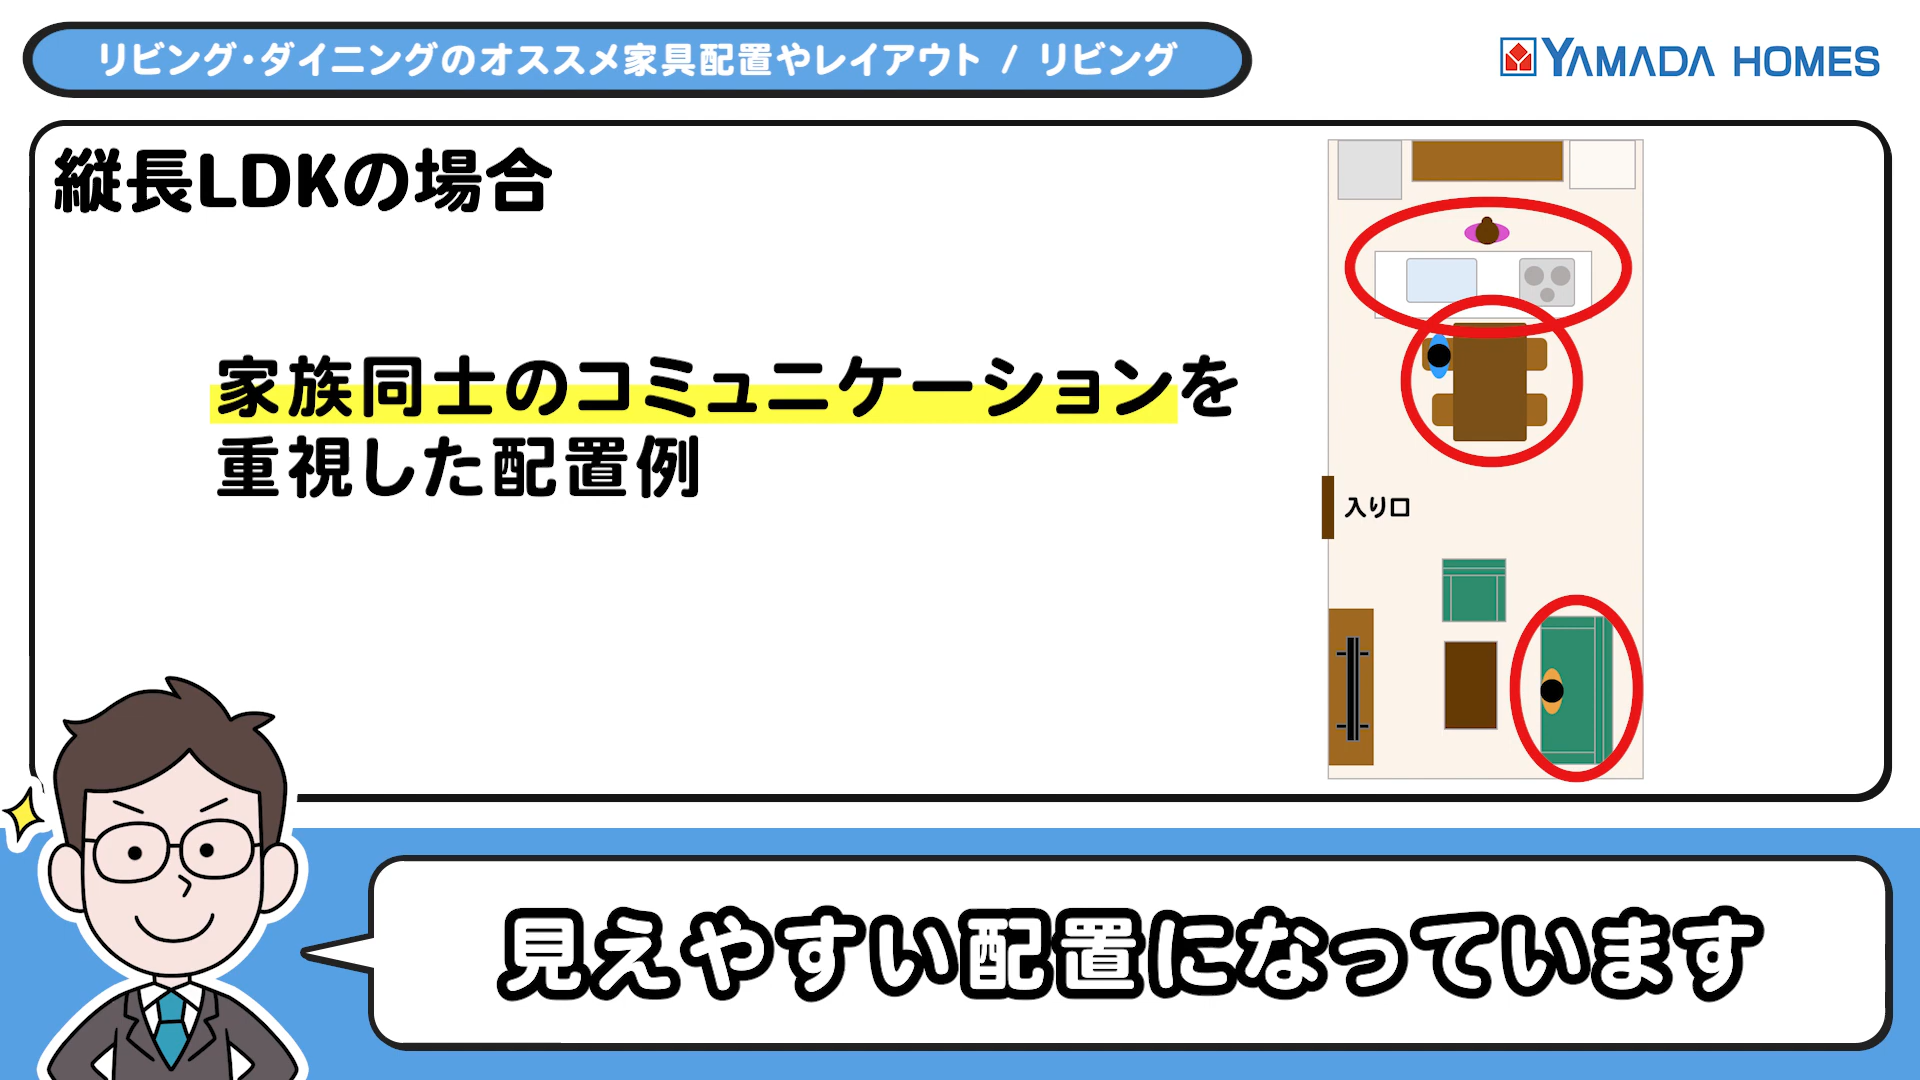 リビング・ダイニングのオススメ家具配置やレイアウト / リビング
YAMADA HOMES
縦長LDKの場合
家族同士のコミュニケーションを
重視した配置例
入り口
見えやすい配置になっています